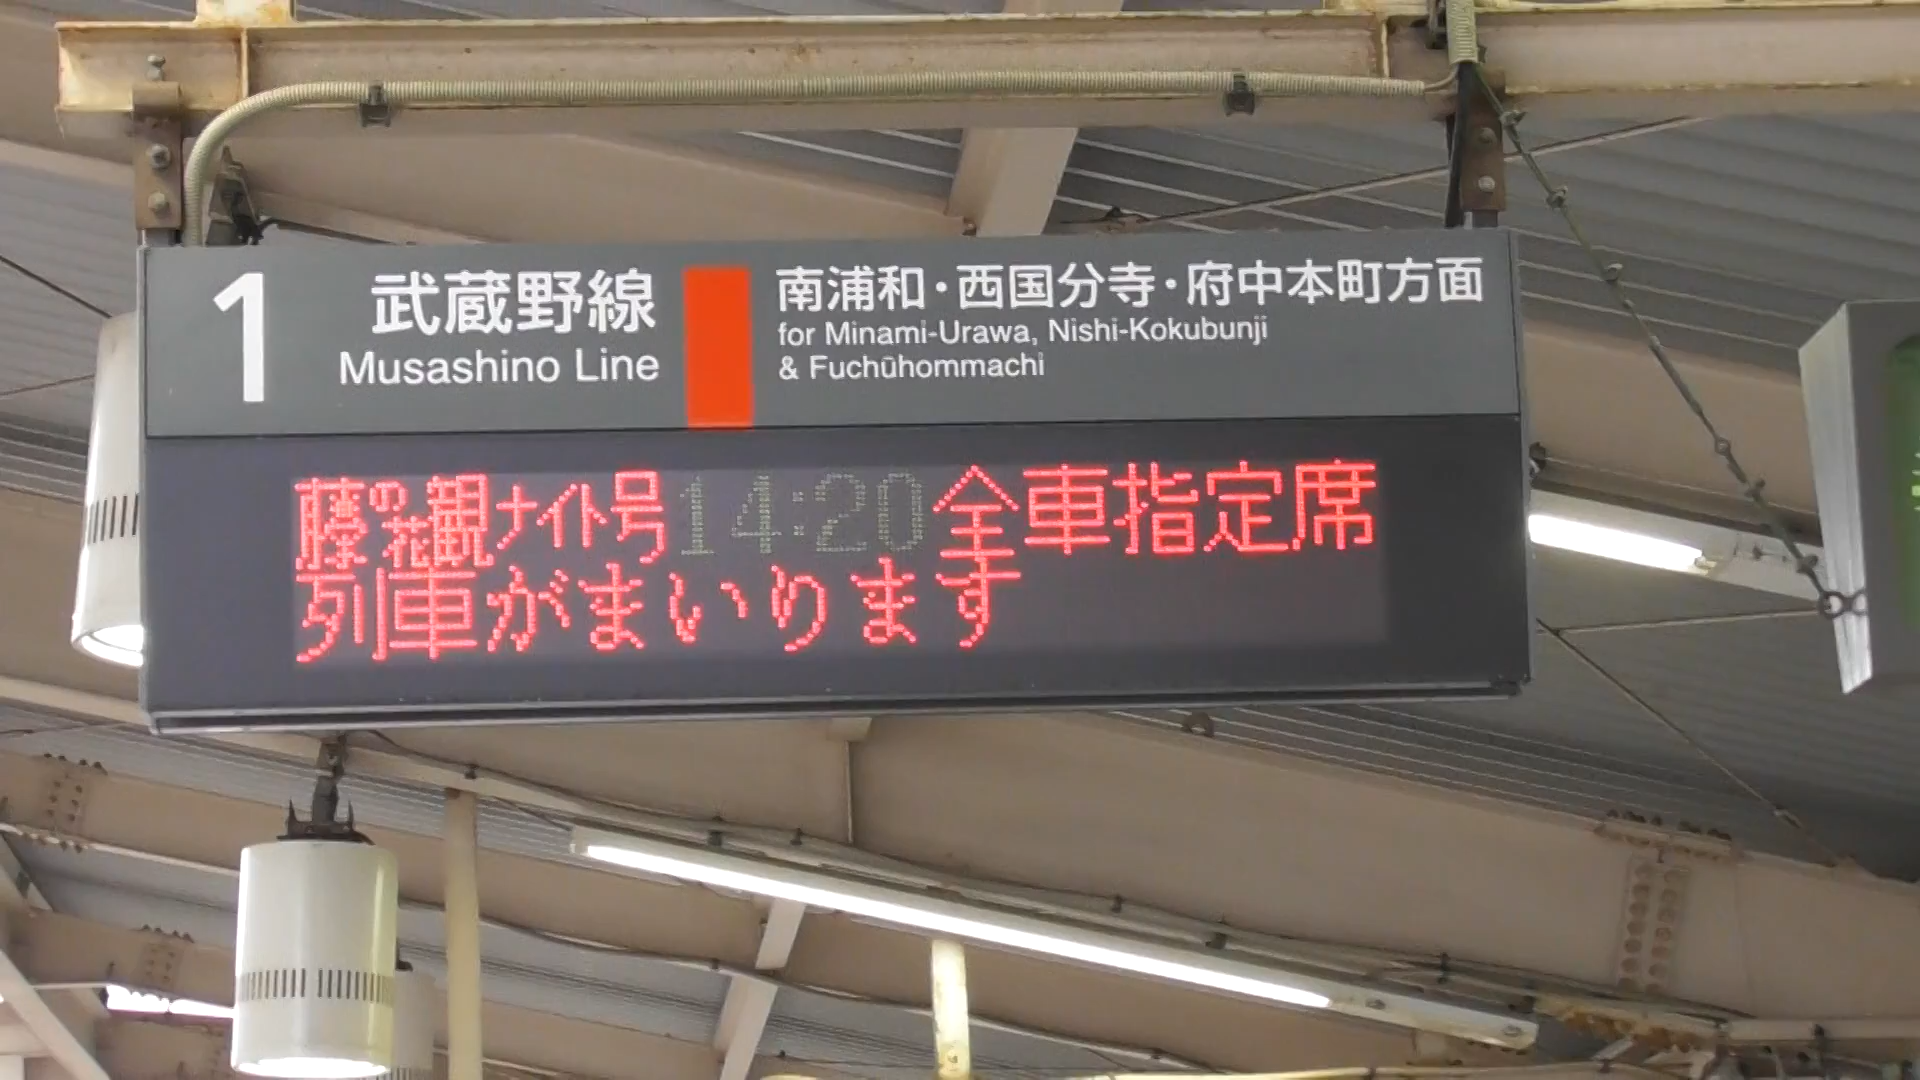 1 武蔵野線 南浦和・西国分寺・府中本町方面
Musashino Line for Minami-Urawa, Nishi-Kokubunji
& Fuchūhommachi
藤の花観ナイト号 14:20 全車指定席
列車がまいります